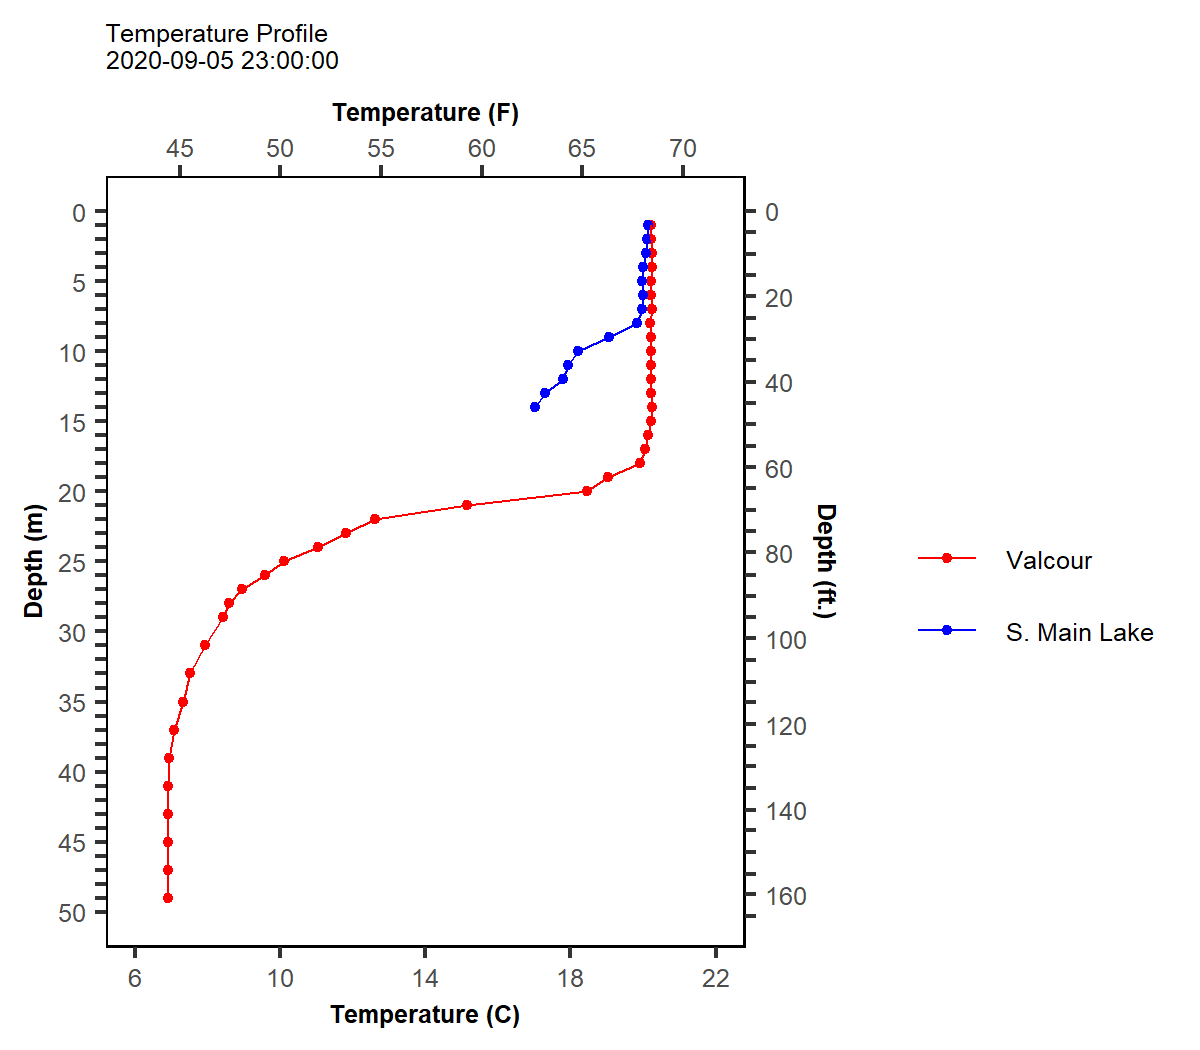 Temperature Profile
2020-09-05 23:00:00
Temperature (F)
45 50 55 60 65 70
0
5
10
15
20
25
30
35
40
45
50
Depth (m)
0
20
40
60
80
100
120
140
160
Depth (ft.)
Valcour
S. Main Lake
6 10 14 18 22
Temperature (C)